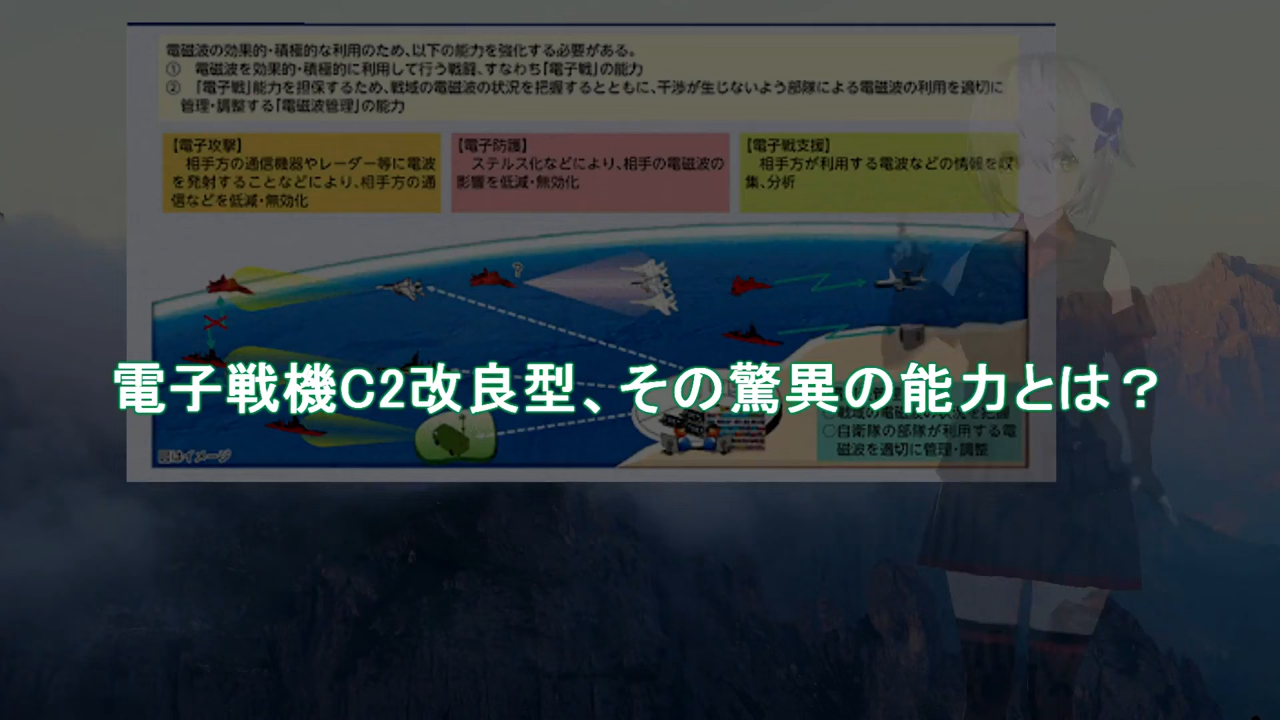 電磁波の効果的・積極的な利用のため、以下の能力を強化する必要がある。
① 電磁波を効果的・積極的に利用して行う戦闘、すなわち「電子戦」の能力
② 「電子戦」能力を担保するため、戦域の電磁波の状況を把握するとともに、干渉が生じないよう部隊による電磁波の利用を適切に
管理・調整する「電磁波管理」の能力
【電子攻撃】
相手方の通信機器やレーダー等に電波
を発射することなどにより、相手方の通
信などを低減・無効化
【電子防護】
ステルス化などにより、相手の電磁波の
影響を低減・無効化
【電子戦支援】
相手方が利用する電波などの情報を収
集、分析
?
電子戦機C2改良型、その驚異の能力とは？
戦域の電磁波の状況を把握
○自衛隊の部隊が利用する電
磁波を適切に管理・調整
図はイメージ